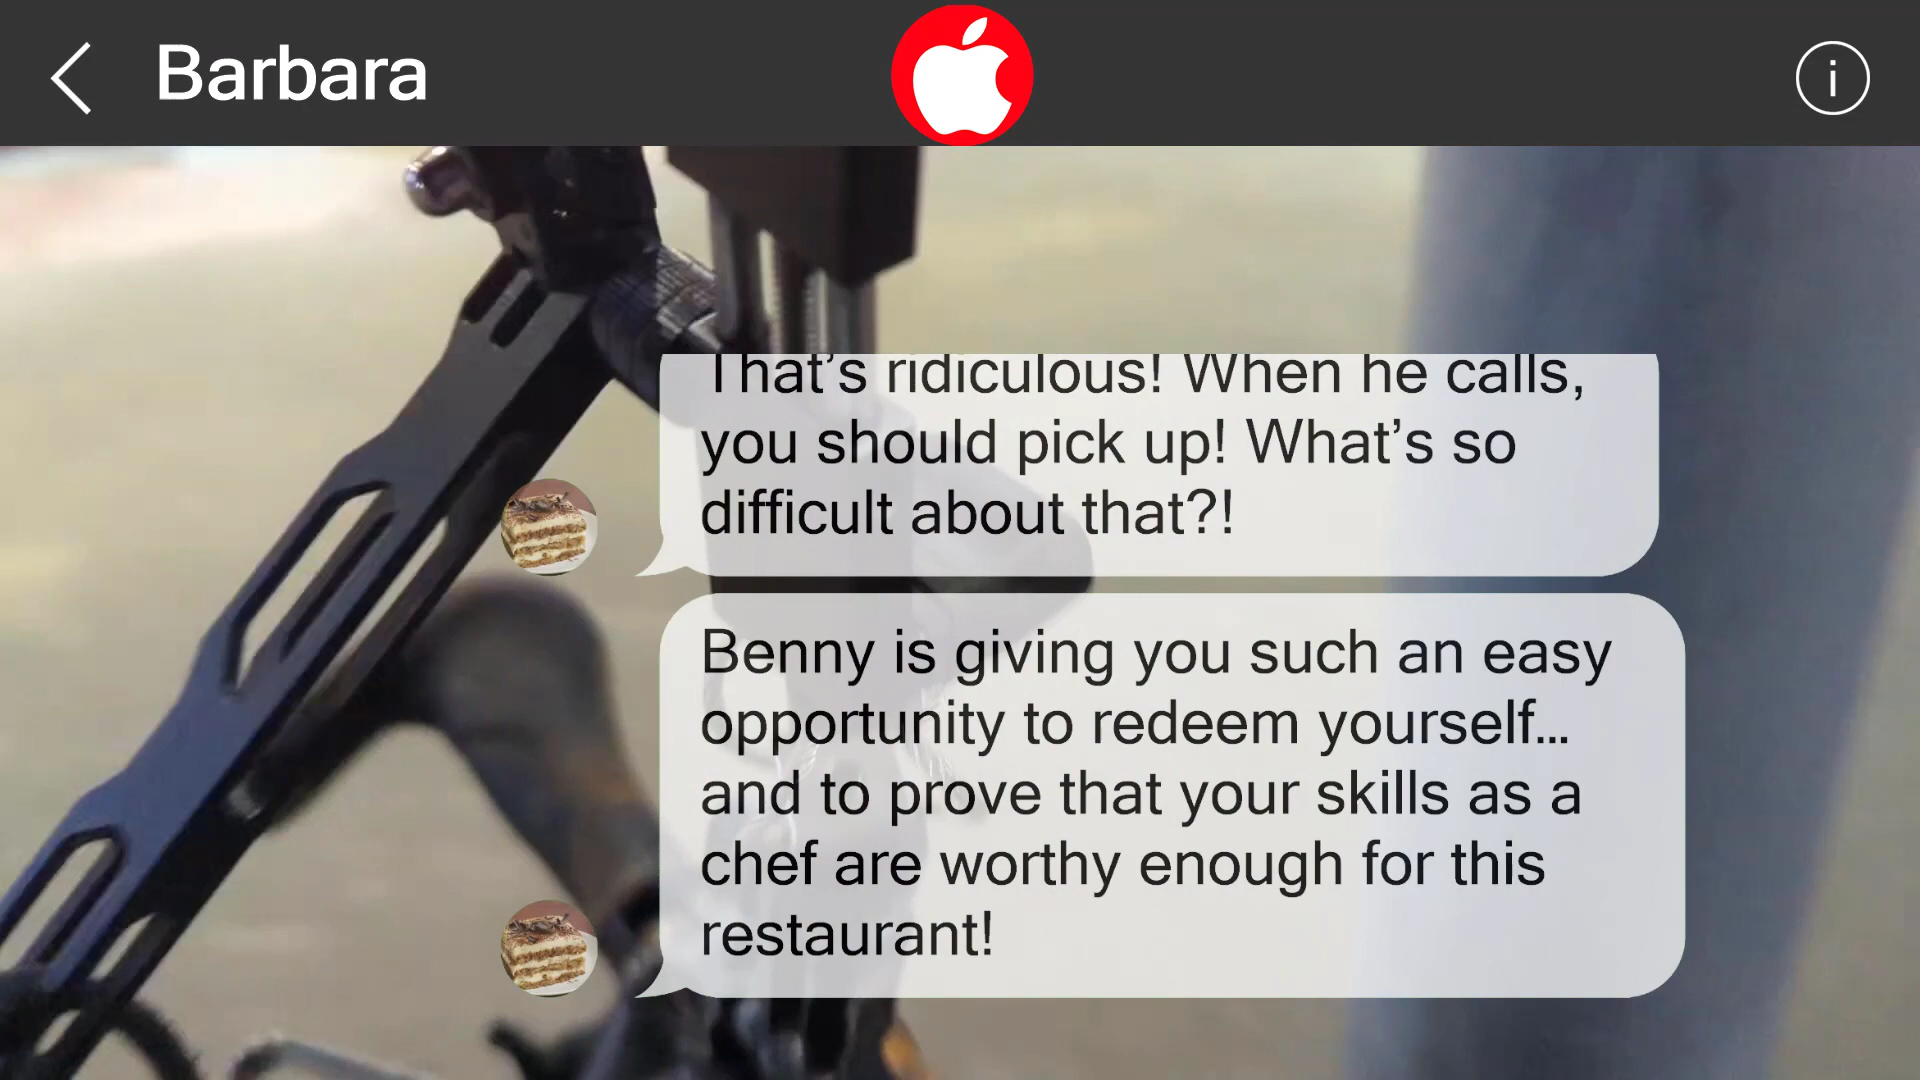 Barbara
i
That’s ridiculous! When he calls,
you should pick up! What’s so
difficult about that?!
Benny is giving you such an easy
opportunity to redeem yourself...
and to prove that your skills as a
chef are worthy enough for this
restaurant!